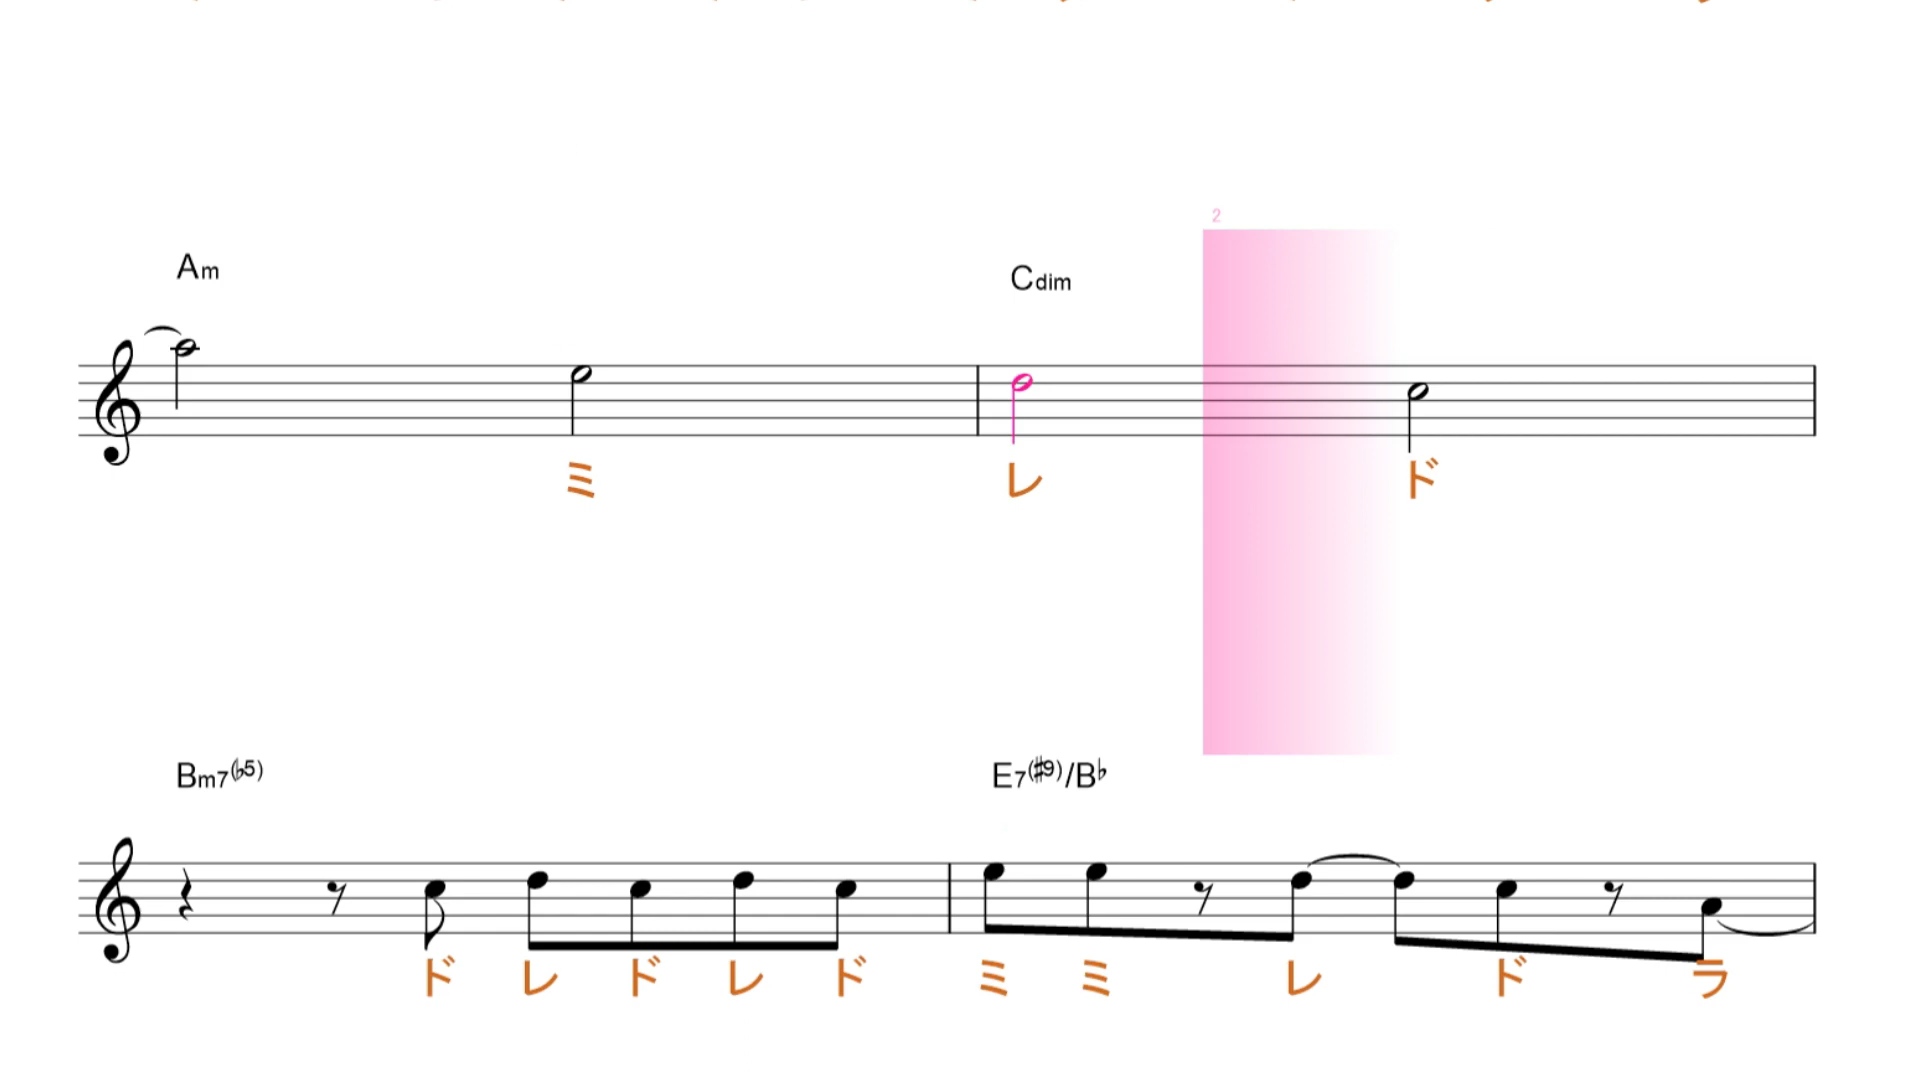 2
Am Cdim
ミ レ ド
Bm7(♭5) E7(#9)/B♭
ド レ ド レ ド ミ ミ レ ド ラ